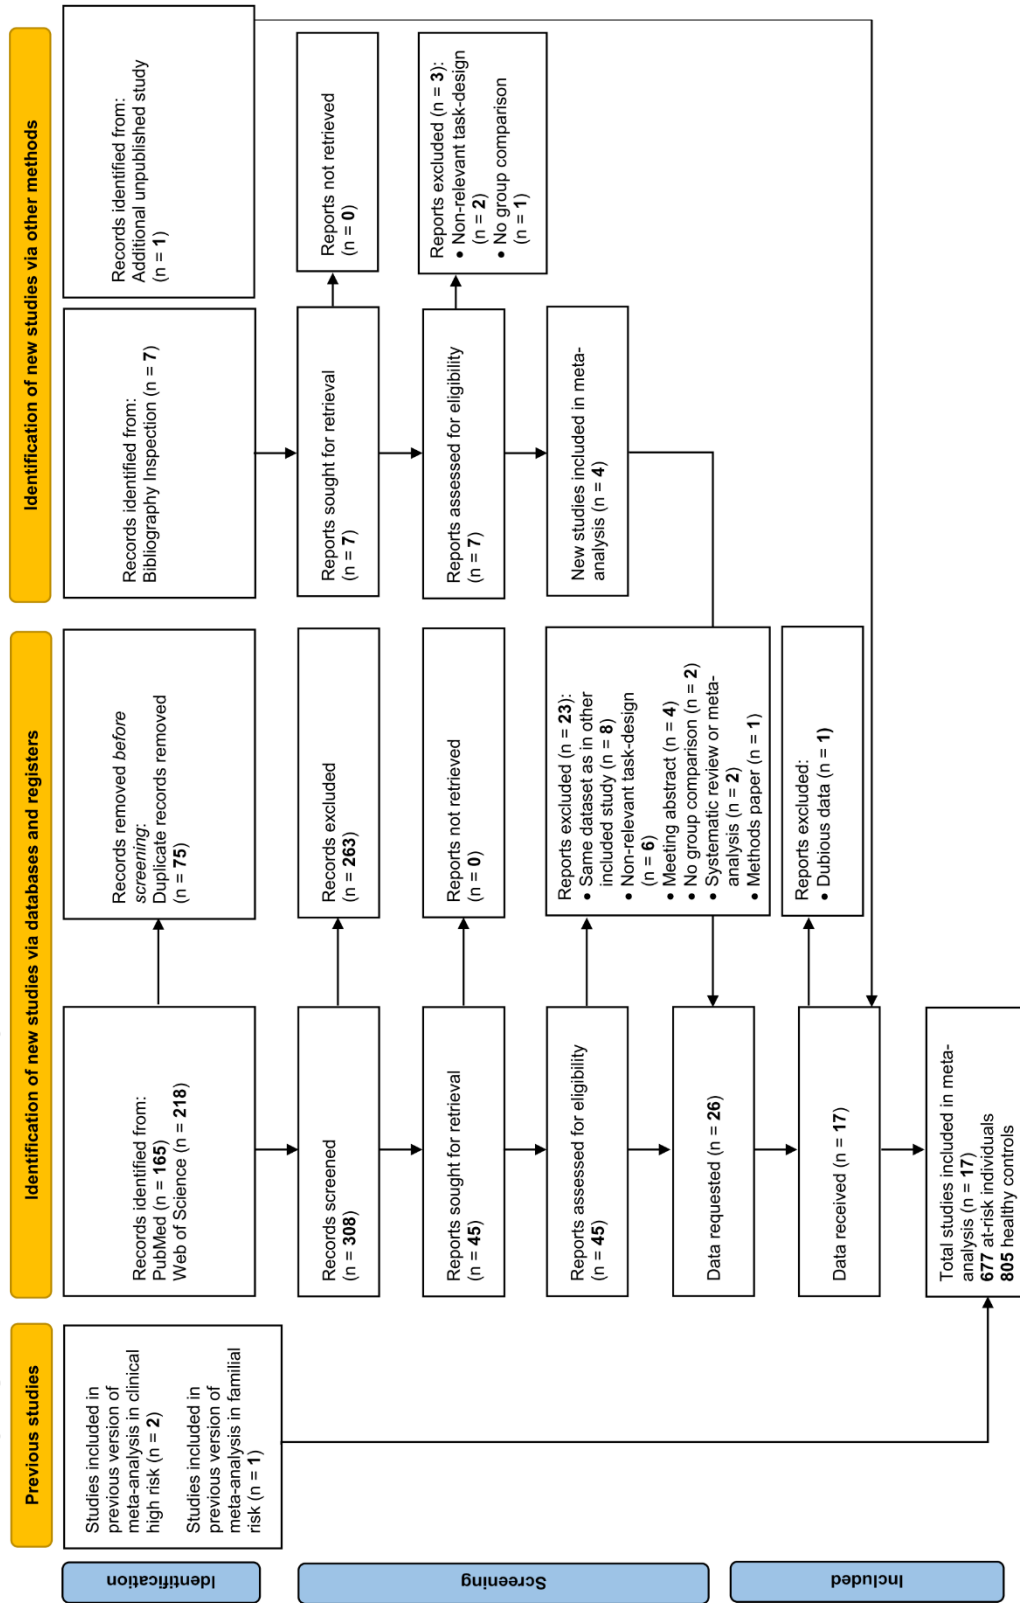 Previous studies
Identification of new studies via databases and registers
Identification of new studies via other methods
Identification
Studies included in
previous version of
meta-analysis in clinical
high risk (n = 2)
Studies included in
previous version of
meta-analysis in familial
risk (n = 1)
Records identified from:
PubMed (n = 165)
Web of Science (n = 218)
Records removed before
screening:
Duplicate records removed
(n = 75)
Records identified from:
Bibliography Inspection (n = 7)
Records identified from:
Additional unpublished study
(n = 1)
Screening
Records screened
(n = 308)
Records excluded
(n = 263)
Reports sought for retrieval
(n = 7)
Reports not retrieved
(n = 0)
Reports sought for retrieval
(n = 45)
Reports not retrieved
(n = 0)
Reports assessed for eligibility
(n = 7)
Reports excluded (n = 3):
• Non-relevant task-design
(n = 2)
• No group comparison
(n = 1)
Reports assessed for eligibility
(n = 45)
Reports excluded (n = 23):
• Same dataset as in other
included study (n = 8)
• Non-relevant task-design
(n = 6)
• Meeting abstract (n = 4)
• No group comparison (n = 2)
• Systematic review or meta-
analysis (n = 2)
• Methods paper (n = 1)
New studies included in meta-
analysis (n = 4)
Data requested (n = 26)
Included
Data received (n = 17)
Reports excluded:
• Dubious data (n = 1)
Total studies included in meta-
analysis (n = 17)
677 at-risk individuals
805 healthy controls